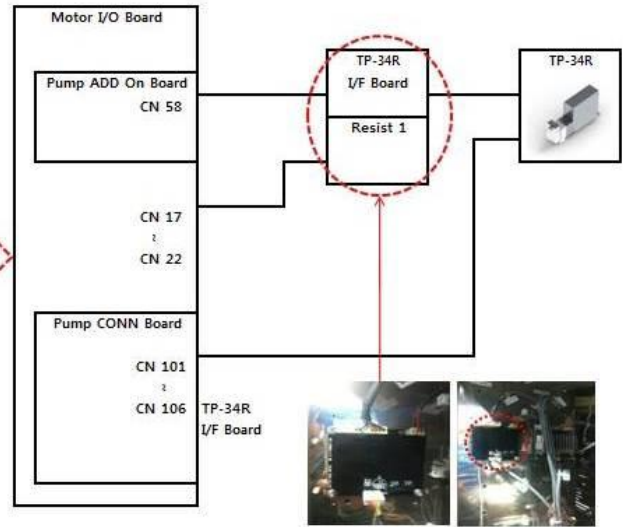 Motor I/O Board
Pump ADD On Board
CN 58
CN 17
~
CN 22
Pump CONN Board
CN 101
~
CN 106
TP-34R
I/F Board
TP-34R
I/F Board
Resist 1
TP-34R